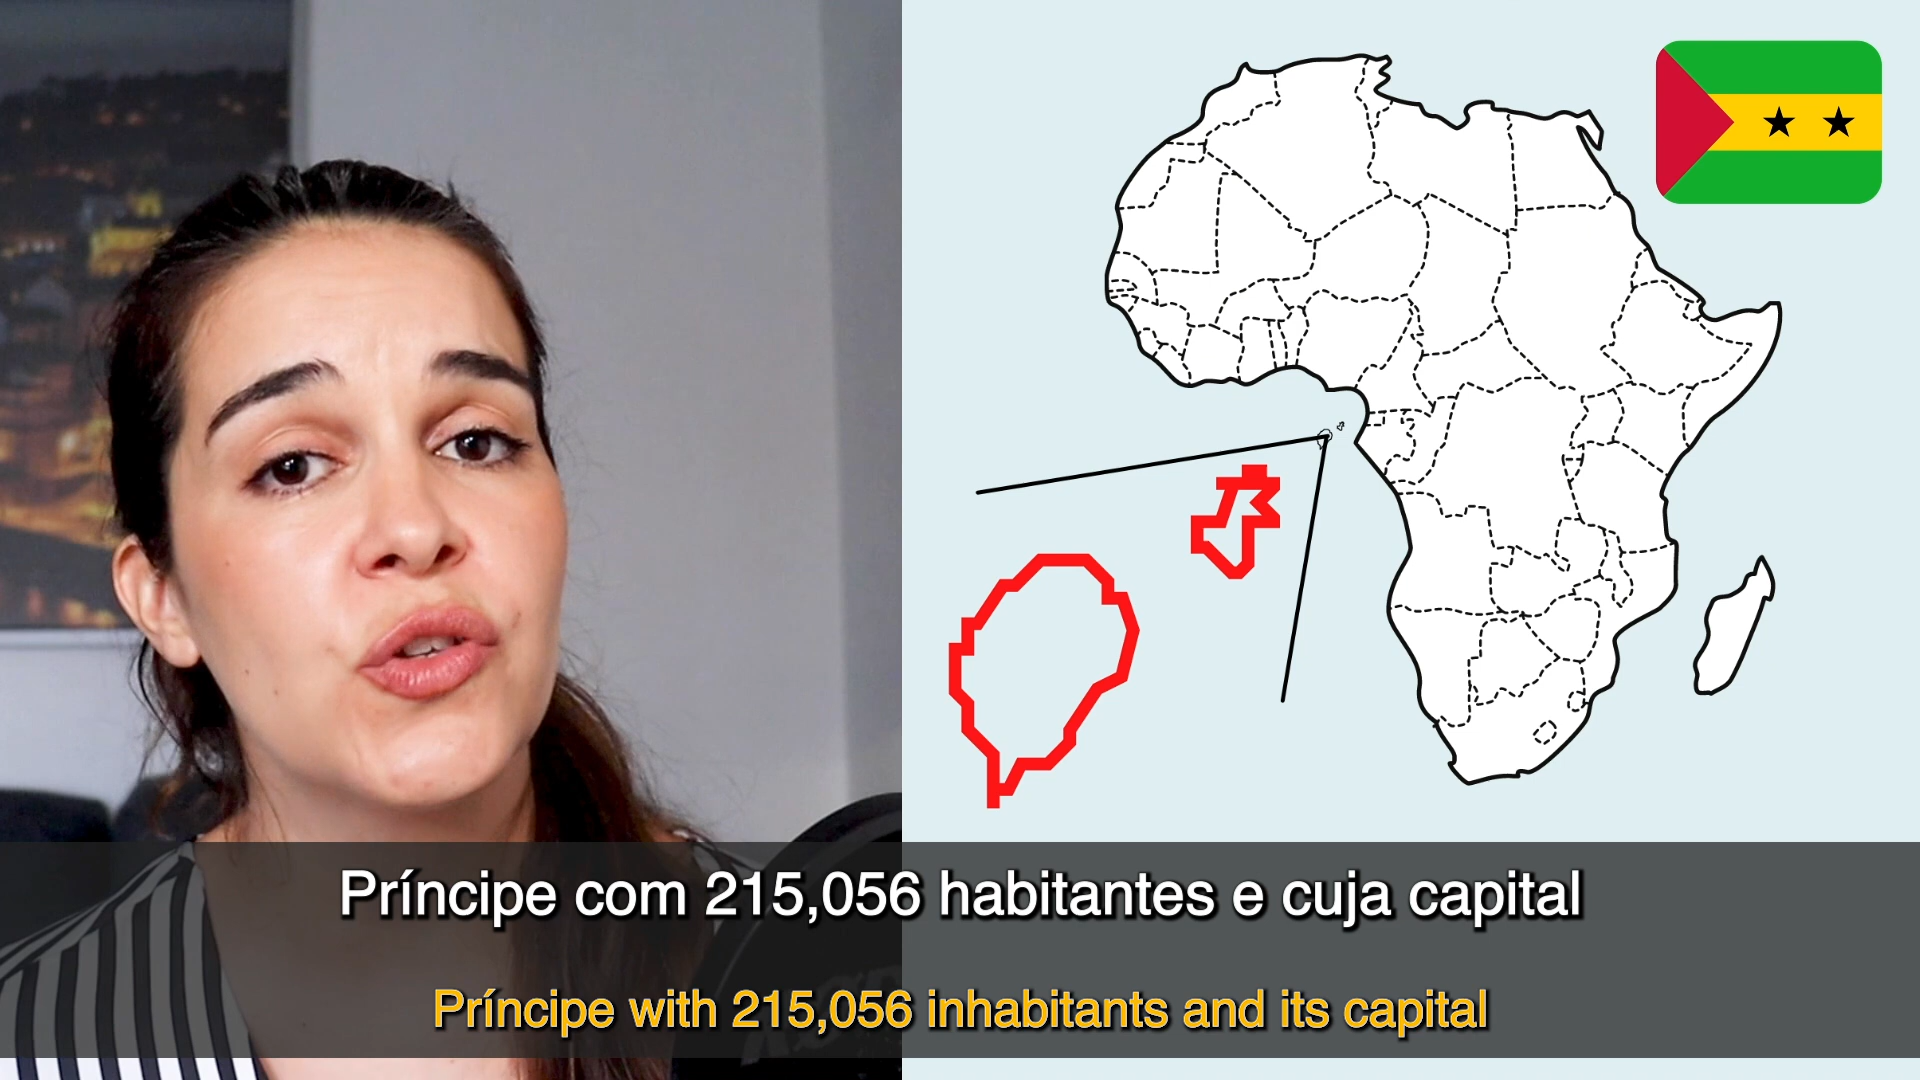 Príncipe com 215,056 habitantes e cuja capital
Príncipe with 215,056 inhabitants and its capital